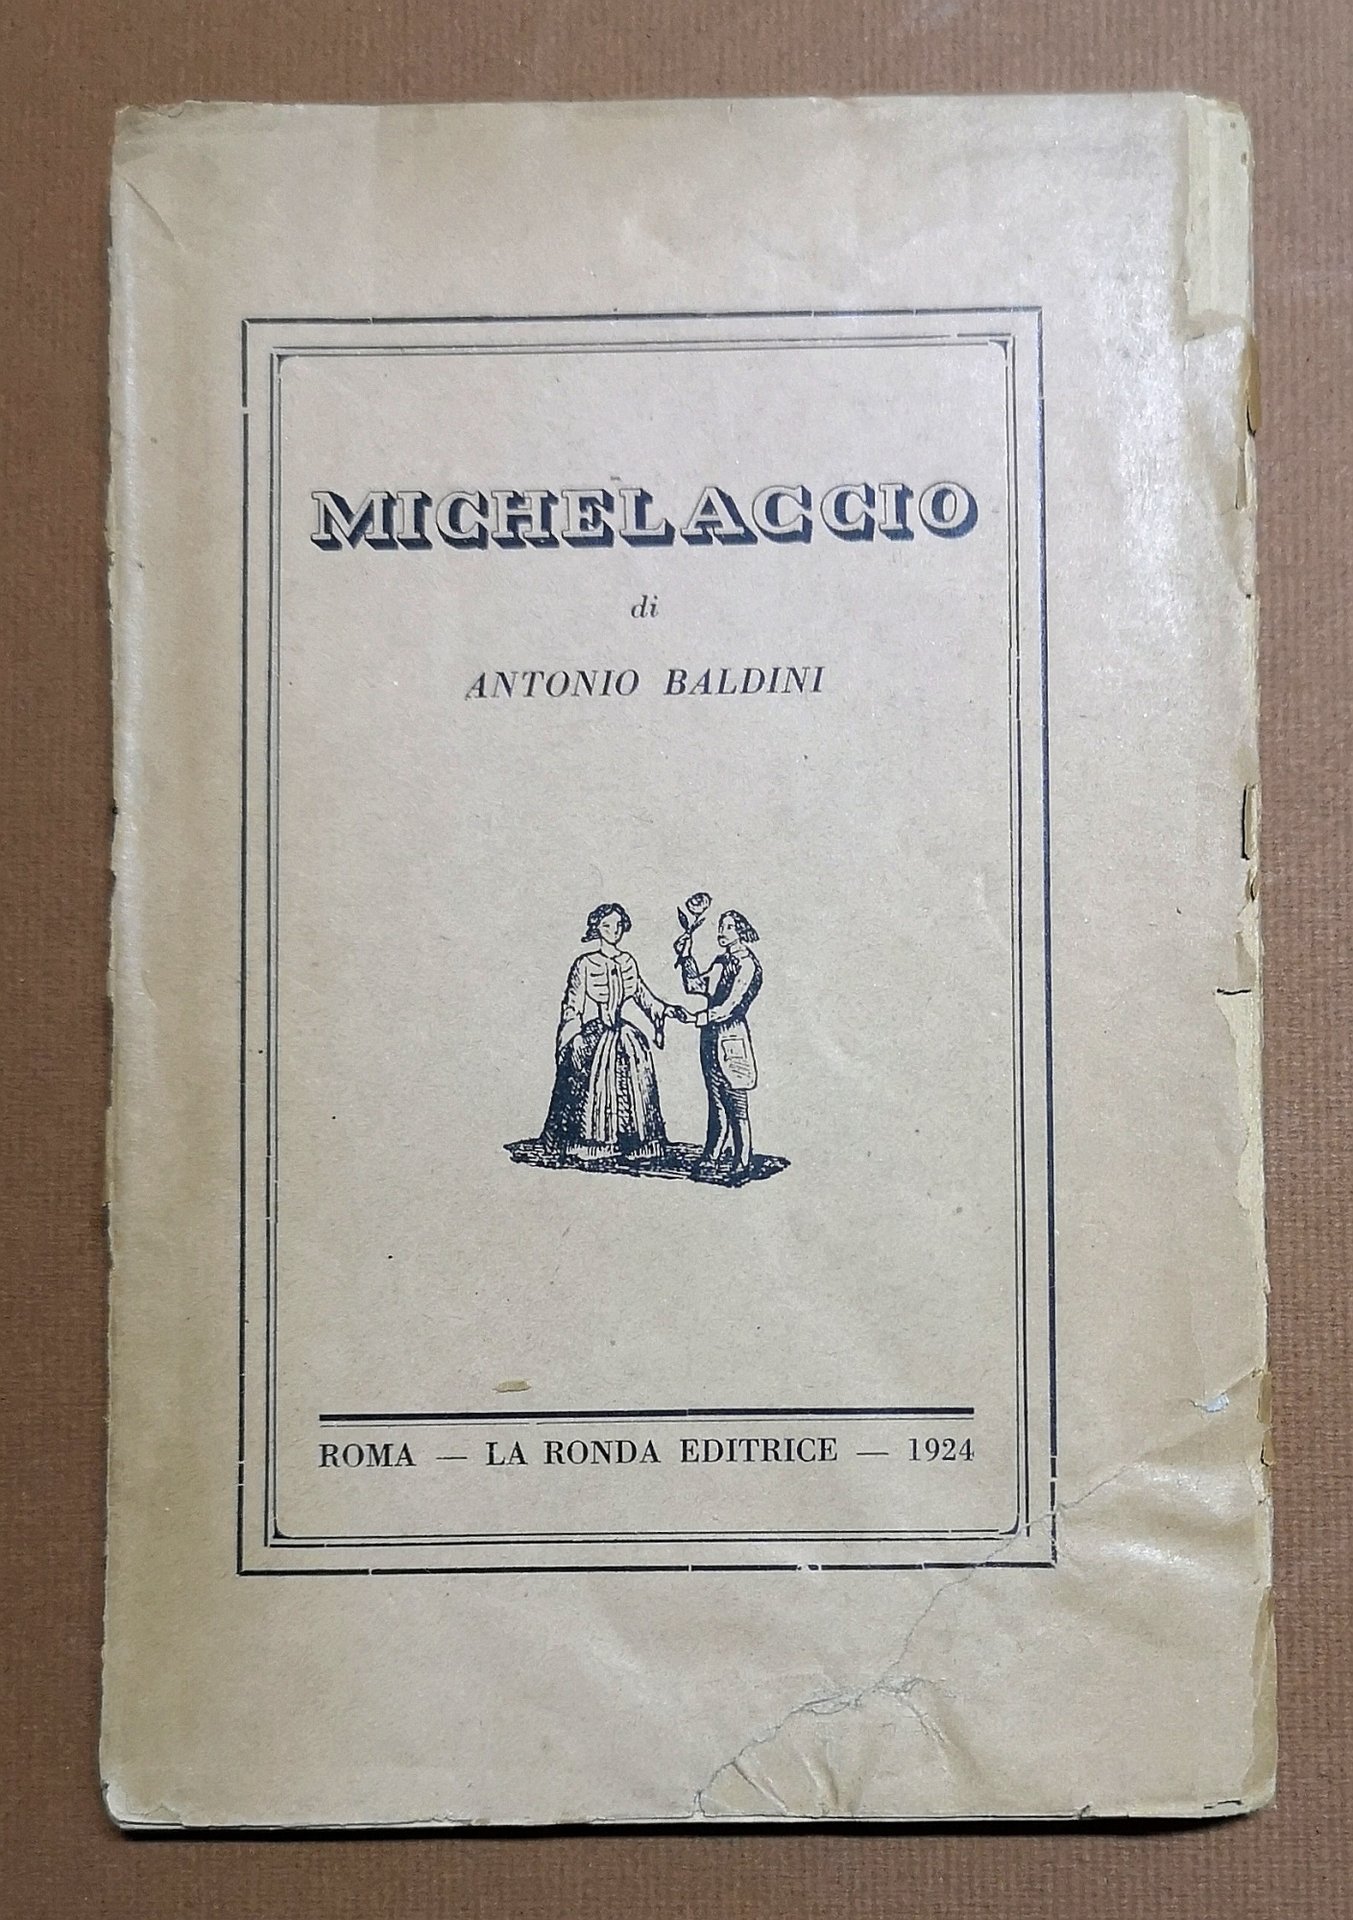 MICHELACCIO
di
ANTONIO BALDINI
ROMA — LA RONDA EDITRICE — 1924